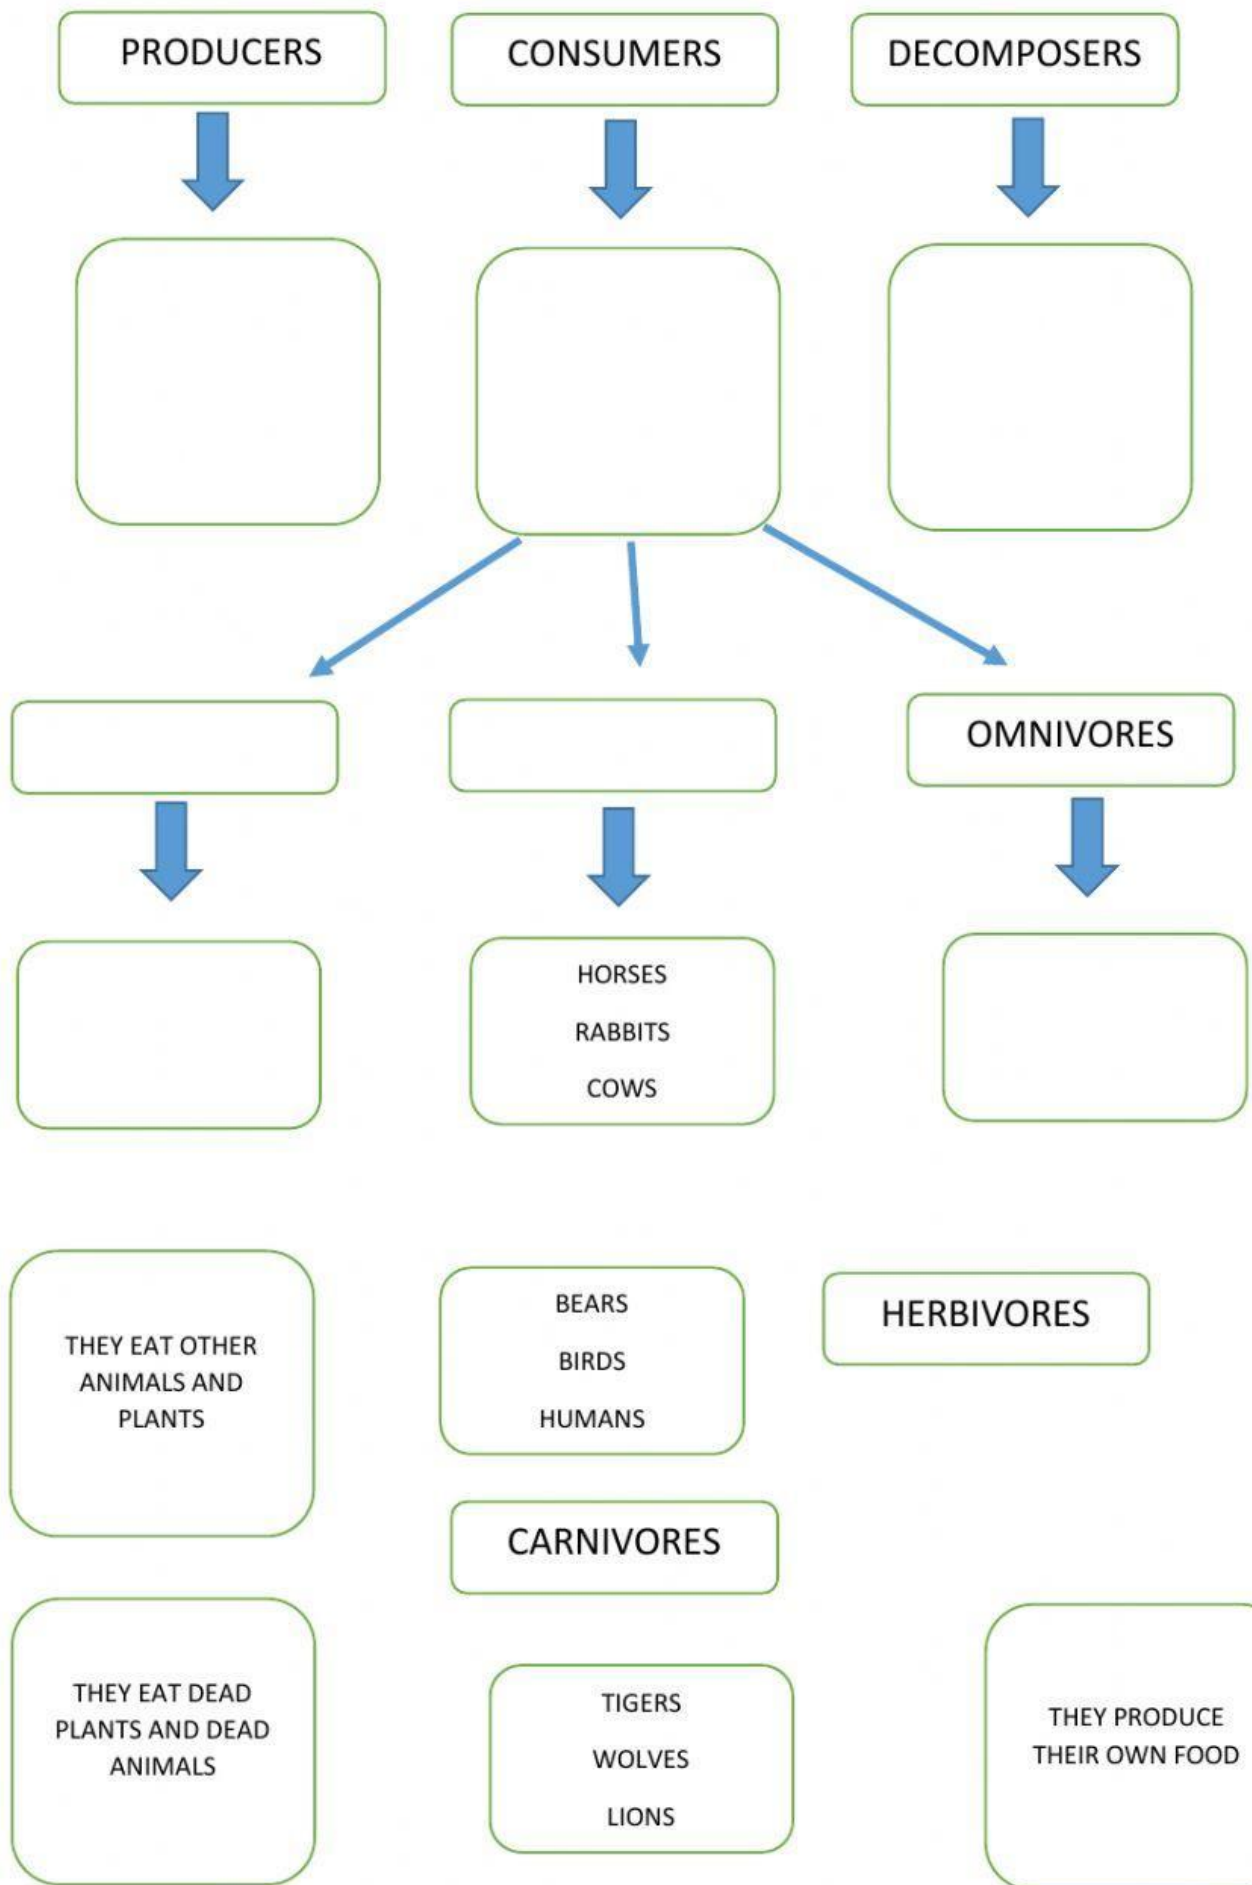 PRODUCERS
CONSUMERS
DECOMPOSERS
OMNIVORES
HORSES
RABBITS
COWS
THEY EAT OTHER
ANIMALS AND
PLANTS
BEARS
BIRDS
HUMANS
HERBIVORES
CARNIVORES
THEY EAT DEAD
PLANTS AND DEAD
ANIMALS
TIGERS
WOLVES
LIONS
THEY PRODUCE
THEIR OWN FOOD